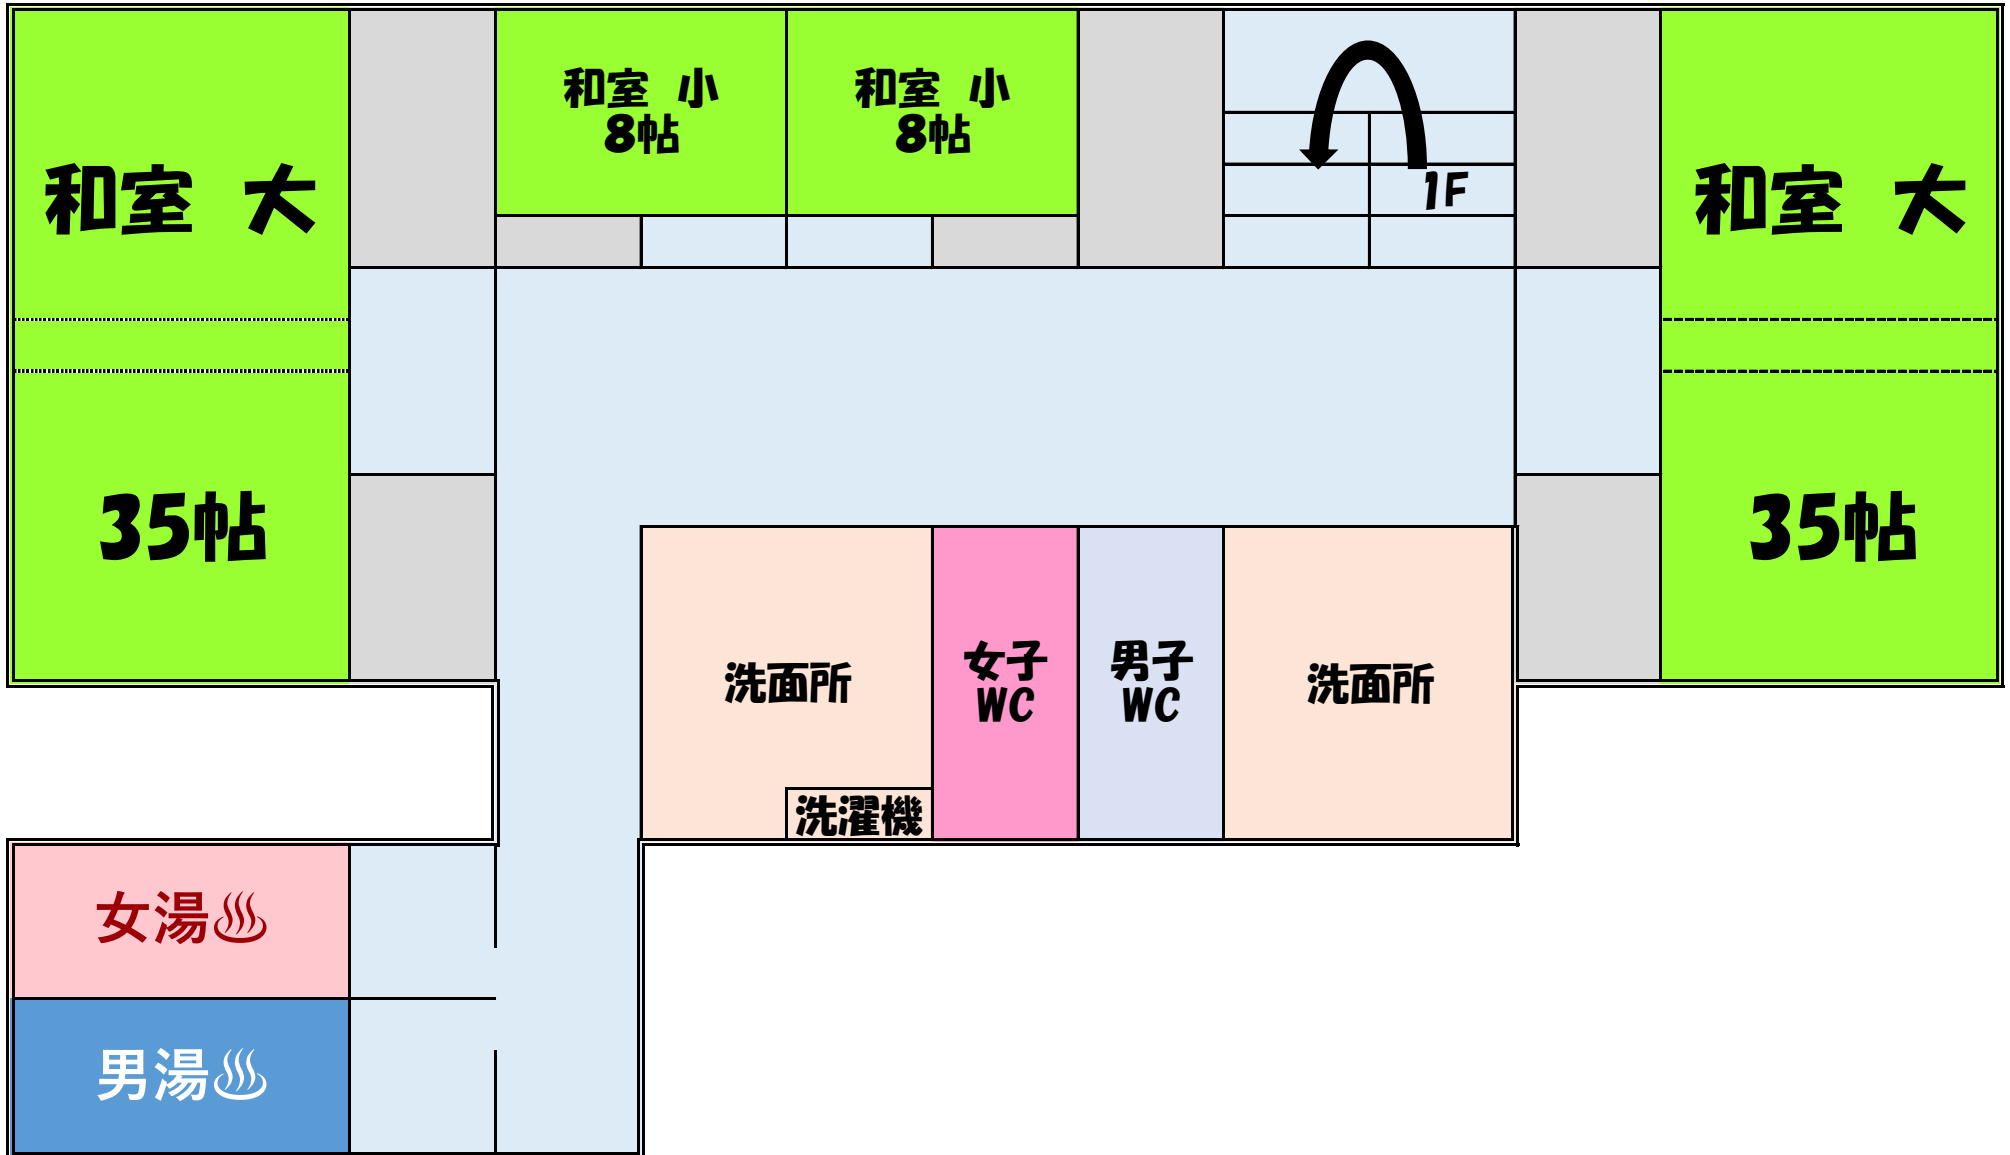 和室 小
8帖
和室 小
8帖
和室 大
35帖
1F
和室 大
35帖
洗面所
洗濯機
女子
WC
男子
WC
洗面所
女湯♨
男湯♨